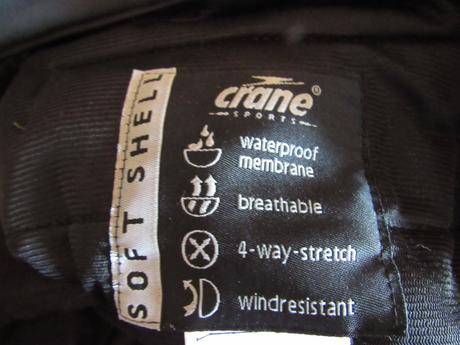 SOFT SHELL
crane®
SPORTS
waterproof
membrane
breathable
4-way-stretch
windresistant